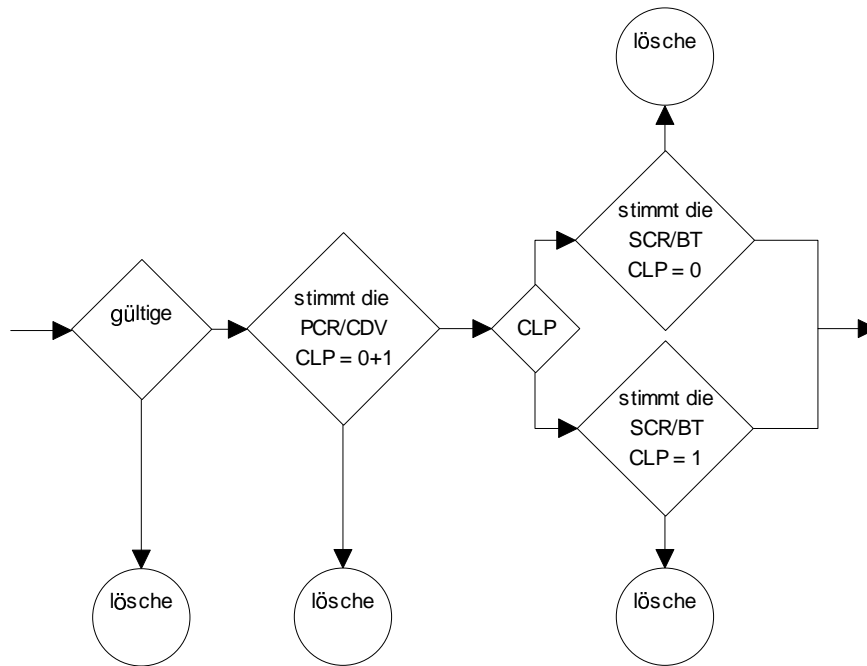 lösche
stimmt die
SCR/BT
CLP = 0
gültige
stimmt die
PCR/CDV
CLP = 0+1
CLP
stimmt die
SCR/BT
CLP = 1
lösche
lösche
lösche